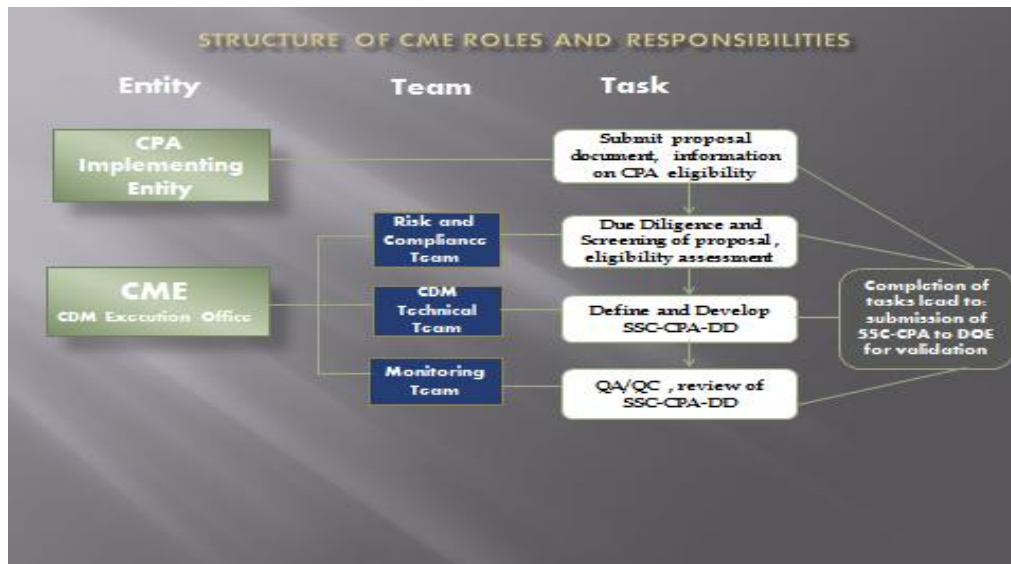 STRUCTURE OF CME ROLES AND RESPONSIBILITIES
Entity Team Task
CPA
Implementing
Entity
Submit proposal
document, information
on CPA eligibility
Risk and
Compliance
Team
Due Diligence and
Screening of proposal ,
eligibility assessment
CME
CDM Execution Office
CDM
Technical
Team
Define and Develop
SSC-CPA-DD
Monitoring
Team
QA/QC , review of
SSC-CPA-DD
Completion of
tasks lead to:
submission of
SSC-CPA to DOE
for validation